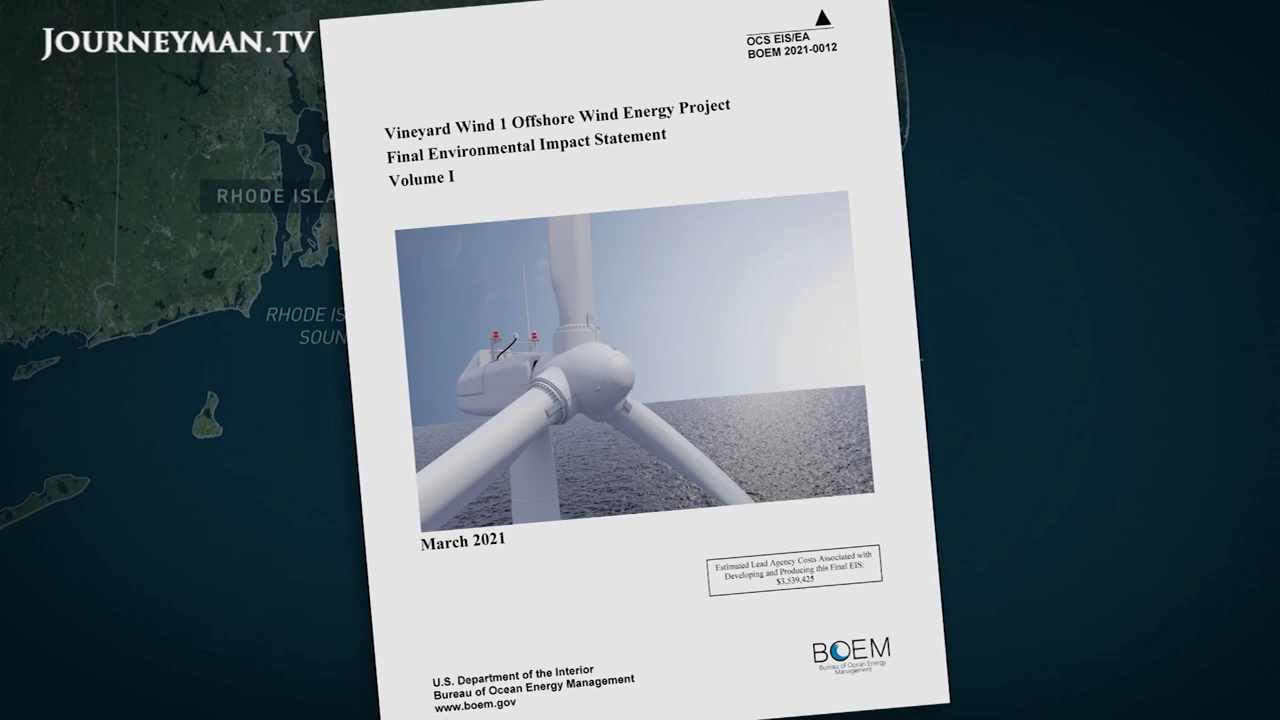 JOURNEYMAN.TV
OCS EIS/EA
BOEM 2021-0012
Vineyard Wind 1 Offshore Wind Energy Project
Final Environmental Impact Statement
Volume I
RHODE ISLA
RHODE IS
SOUN
March 2021
Estimated Lead Agency Costs Associated with
Developing and Producing this Final EIS:
$3,539,425
BOEM
Bureau of Ocean Energy
Management
U.S. Department of the Interior
Bureau of Ocean Energy Management
www.boem.gov